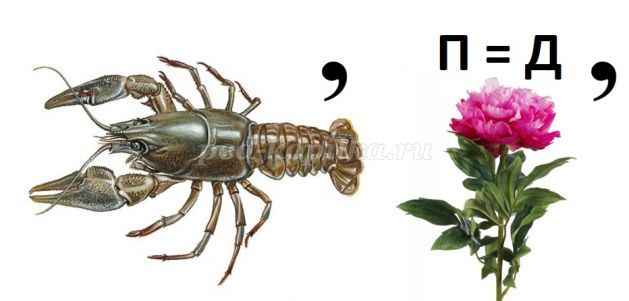 , П = Д ,